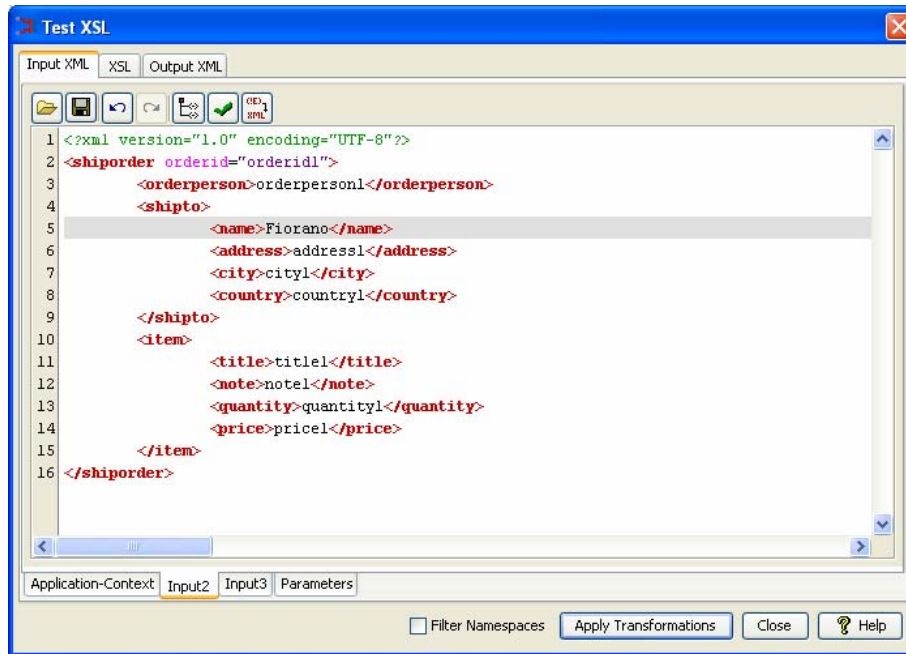 Test XSL
Input XML XSL Output XML
1 <?xml version="1.0" encoding="UTF-8"?>
2 <shiporder orderid="orderid1">
3 <orderperson>orderperson1</orderperson>
4 <shipto>
5 <name>Fiorano</name>
6 <address>address1</address>
7 <city>city1</city>
8 <country>country1</country>
9 </shipto>
10 <item>
11 <title>title1</title>
12 <note>note1</note>
13 <quantity>quantity1</quantity>
14 <price>price1</price>
15 </item>
16 </shiporder>
Application-Context Input2 Input3 Parameters
Filter Namespaces Apply Transformations Close ? Help